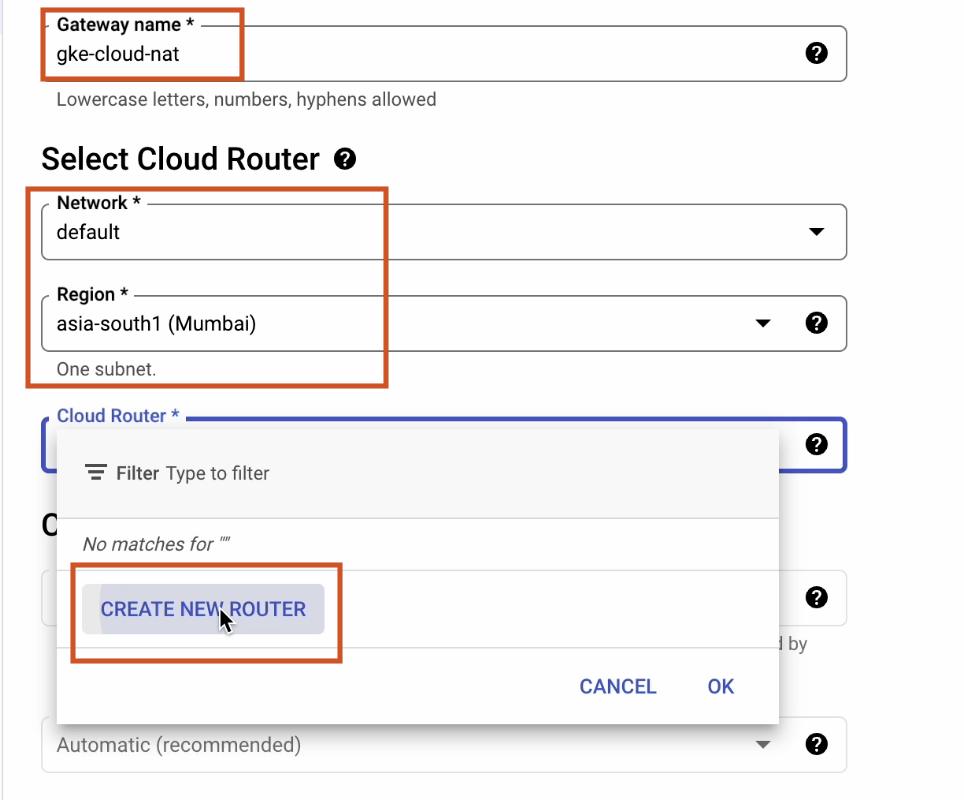 Gateway name *
gke-cloud-nat
Lowercase letters, numbers, hyphens allowed
Select Cloud Router
Network *
default
Region *
asia-south1 (Mumbai)
One subnet.
Cloud Router *
Filter Type to filter
No matches for ""
CREATE NEW ROUTER
by
CANCEL OK
Automatic (recommended)